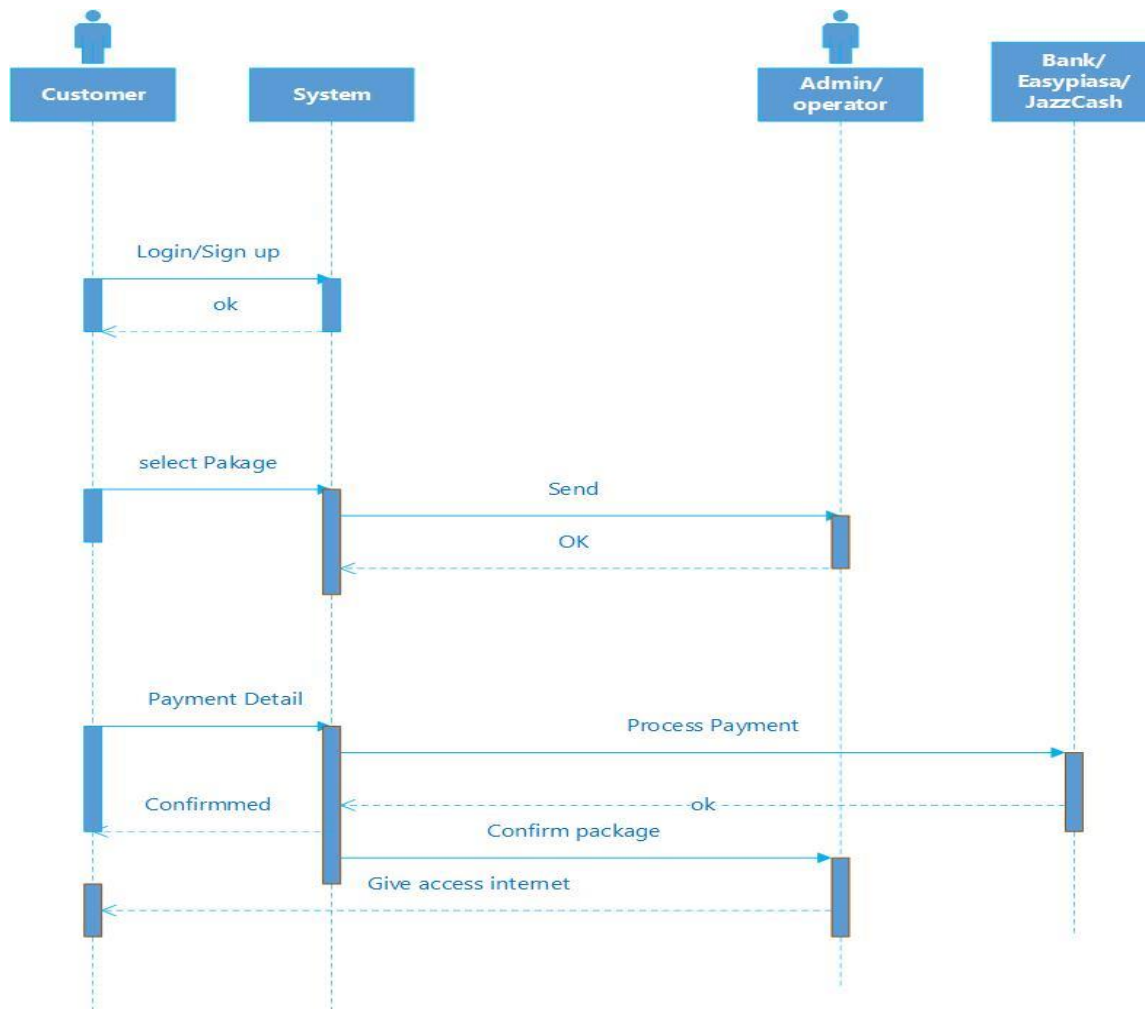 Customer
System
Admin/
operator
Bank/
Easypiasa/
JazzCash
Login/Sign up
ok
select Pakage
Send
OK
Payment Detail
Process Payment
Confirmmed
ok
Confirm package
Give access internet